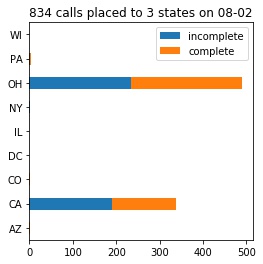 834 calls placed to 3 states on 08-02
incomplete
complete
WI
PA
OH
NY
IL
DC
CO
CA
AZ
0 100 200 300 400 500